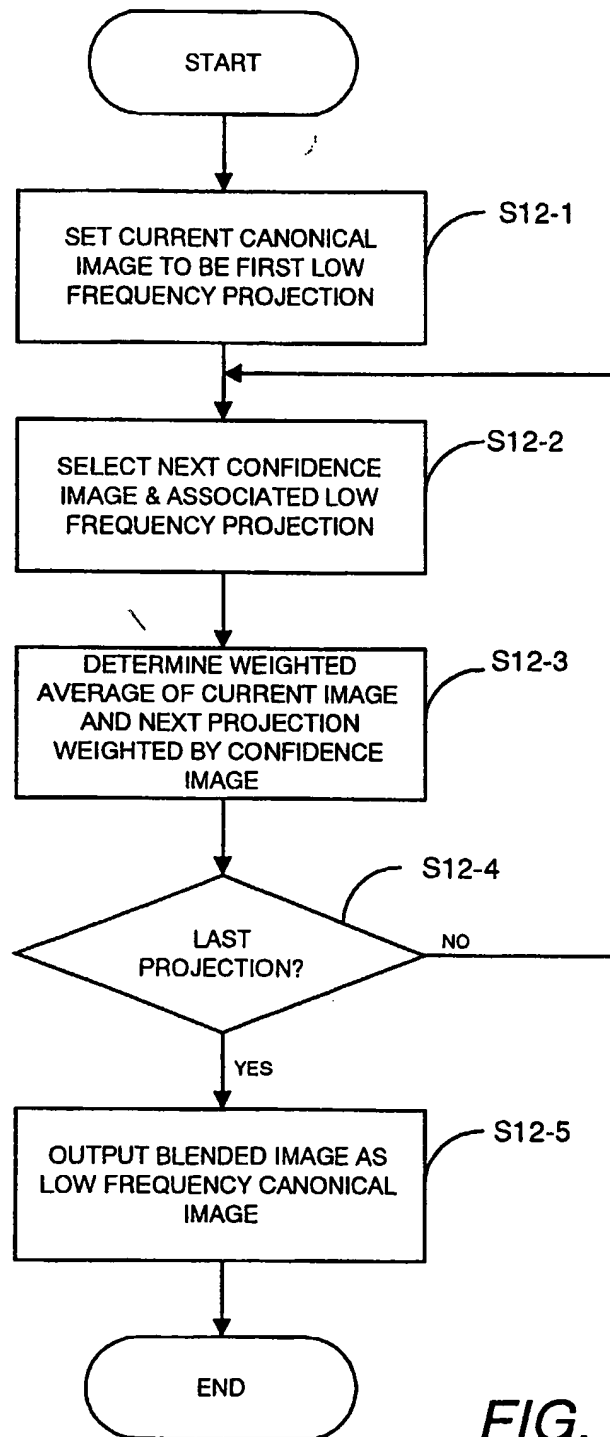 START
S12-1
SET CURRENT CANONICAL
IMAGE TO BE FIRST LOW
FREQUENCY PROJECTION
S12-2
SELECT NEXT CONFIDENCE
IMAGE & ASSOCIATED LOW
FREQUENCY PROJECTION
S12-3
DETERMINE WEIGHTED
AVERAGE OF CURRENT IMAGE
AND NEXT PROJECTION
WEIGHTED BY CONFIDENCE
IMAGE
S12-4
LAST
PROJECTION?
NO
YES
S12-5
OUTPUT BLENDED IMAGE AS
LOW FREQUENCY CANONICAL
IMAGE
END
FIG.